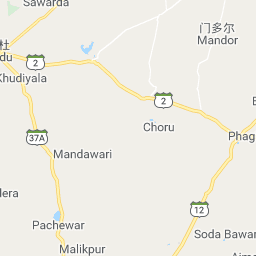 Sawarda
门多尔
Mandor
杜
du
Khudiyala
2
2
Choru
37A
Mandawari
Phag
dera
12
Pachewar
Soda Bawar
Malikpur